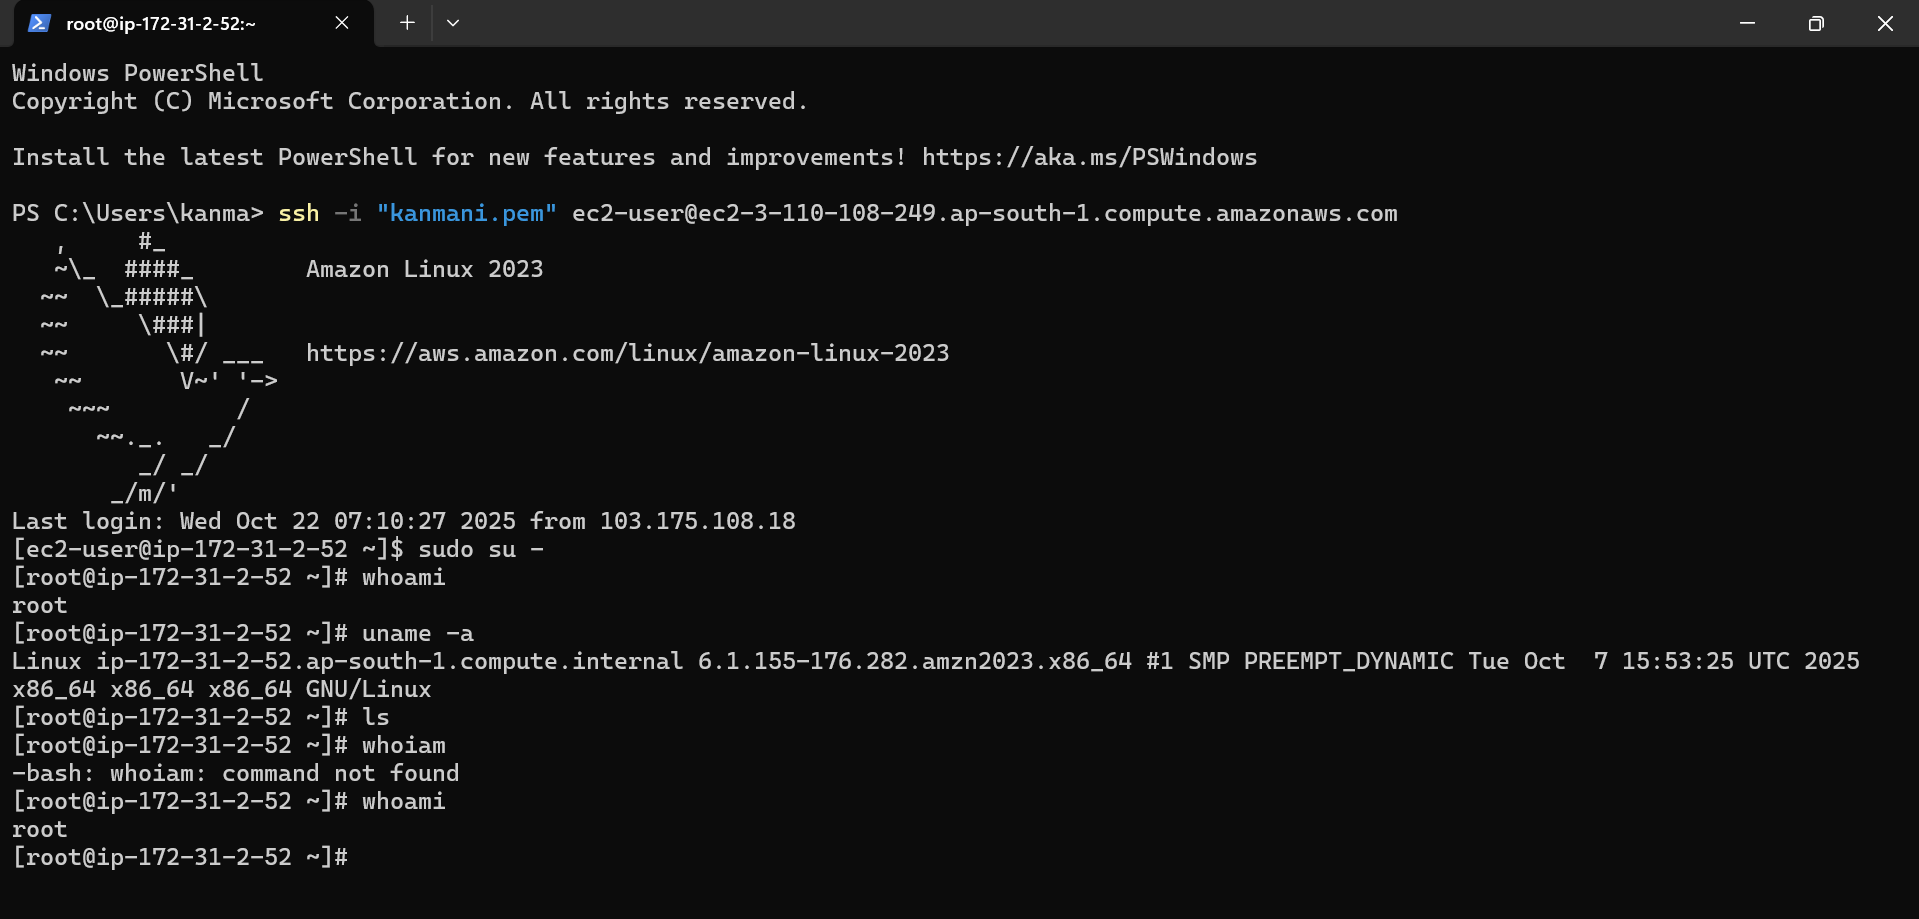 root@ip-172-31-2-52:~
Windows PowerShell
Copyright (C) Microsoft Corporation. All rights reserved.
Install the latest PowerShell for new features and improvements! https://aka.ms/PSWindows
PS C:\Users\kanma> ssh -i "kanmani.pem" ec2-user@ec2-3-110-108-249.ap-south-1.compute.amazonaws.com
   ,     #_
   ~\_  ####_        Amazon Linux 2023
  ~~  \_#####\
  ~~     \###|
  ~~       \#/ ___   https://aws.amazon.com/linux/amazon-linux-2023
   ~~       V~' '->
    ~~~         /
      ~~._.   _/
         _/ _/
       _/m/'
Last login: Wed Oct 22 07:10:27 2025 from 103.175.108.18
[ec2-user@ip-172-31-2-52 ~]$ sudo su -
[root@ip-172-31-2-52 ~]# whoami
root
[root@ip-172-31-2-52 ~]# uname -a
Linux ip-172-31-2-52.ap-south-1.compute.internal 6.1.155-176.282.amzn2023.x86_64 #1 SMP PREEMPT_DYNAMIC Tue Oct  7 15:53:25 UTC 2025
x86_64 x86_64 x86_64 GNU/Linux
[root@ip-172-31-2-52 ~]# ls
[root@ip-172-31-2-52 ~]# whoiam
-bash: whoiam: command not found
[root@ip-172-31-2-52 ~]# whoami
root
[root@ip-172-31-2-52 ~]#